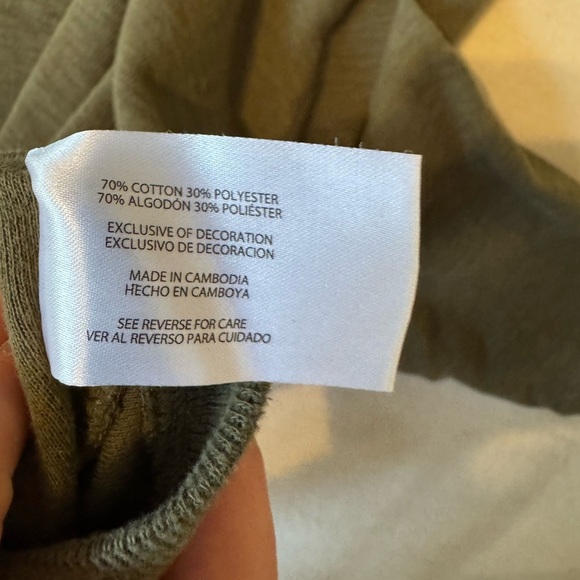 70% COTTON 30% POLYESTER
70% ALGODÓN 30% POLIÉSTER
EXCLUSIVE OF DECORATION
EXCLUSIVO DE DECORACION
MADE IN CAMBODIA
HECHO EN CAMBOYA
SEE REVERSE FOR CARE
VER AL REVERSO PARA CUIDADO